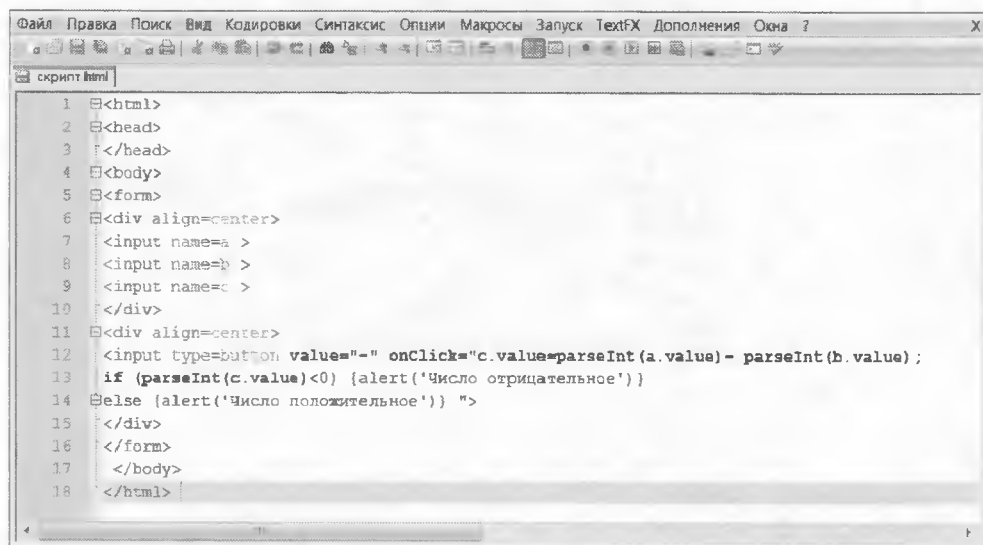 Файл Правка Поиск Вид Кодировки Синтаксис Опции Макросы Запуск TextFX Дополнения Окна ? X
скрипт.html
1 <html>
2 <head>
3 </head>
4 <body>
5 <form>
6 <div align=center>
7 <input name=a >
8 <input name=b >
9 <input name=c >
10 </div>
11 <div align=center>
12 <input type=button value="-" onClick="c.value=parseInt(a.value)- parseInt(b.value);
13 if (parseInt(c.value)<0) {alert('Число отрицательное')}
14 else {alert('Число положительное')} ">
15 </div>
16 </form>
17 </body>
18 </html>